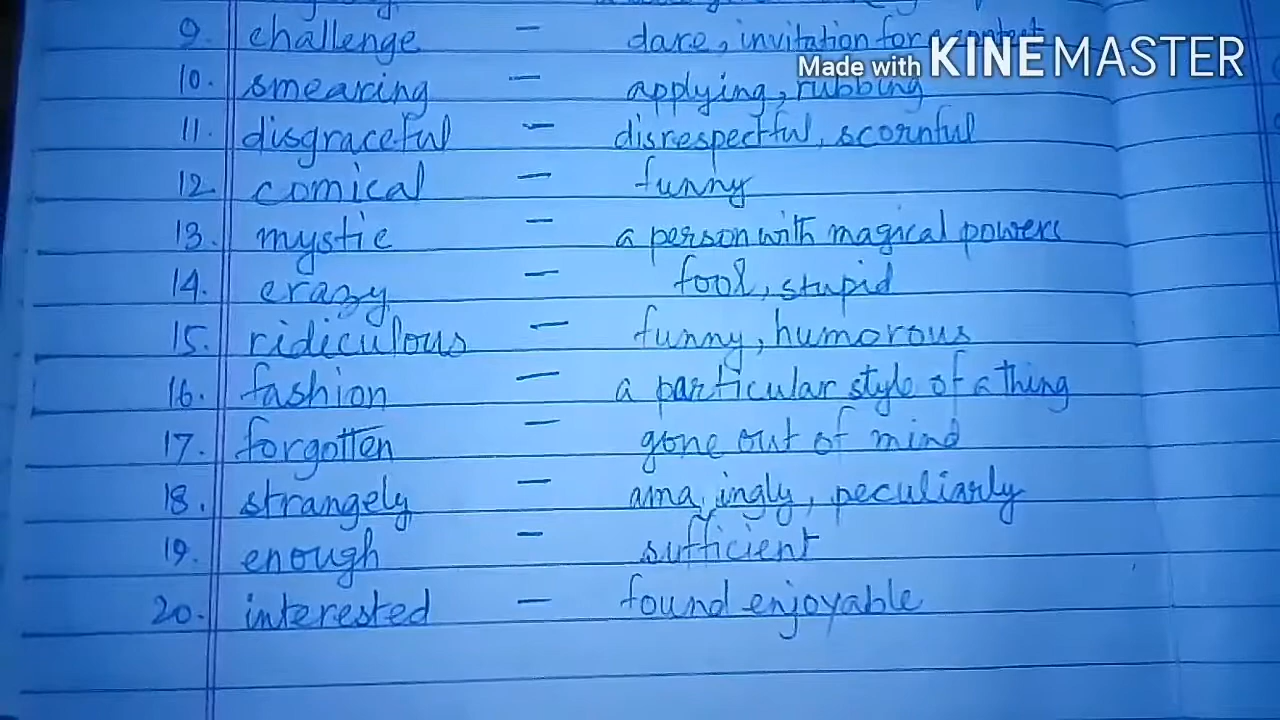 9. challenge – dare, invitation for a contest
Made with KINEMASTER
10. smearing – applying, rubbing
11. disgraceful – disrespectful, scornful
12. comical – funny
13. mystic – a person with magical powers
14. crazy – fool, stupid
15. ridiculous – funny, humorous
16. fashion – a particular style of a thing
17. forgotten – gone out of mind
18. strangely – amazingly, peculiarly
19. enough – sufficient
20. interested – found enjoyable